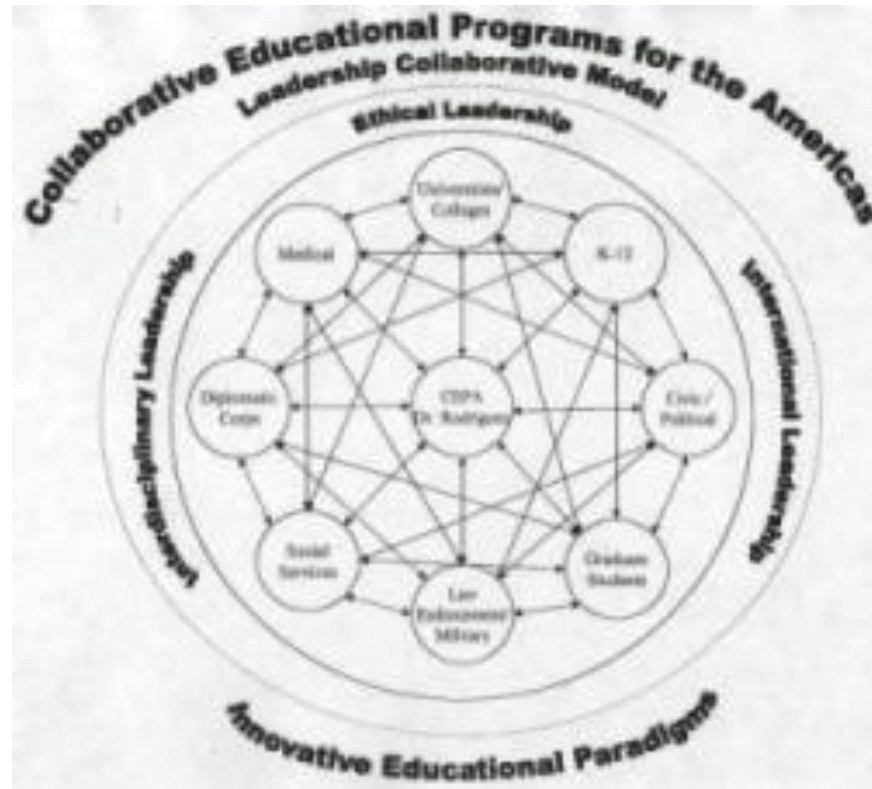 Collaborative Educational Programs for the Americas
Leadership Collaborative Model
Ethical Leadership
Interdisciplinary Leadership
International Leadership
Universities/
Colleges
Medical
K-12
Diplomatic
Corps
CEPA
Dr. Rodriguez
Civic /
Political
Social
Services
Graduate
Students
Law
Enforcement/
Military
Innovative Educational Paradigms